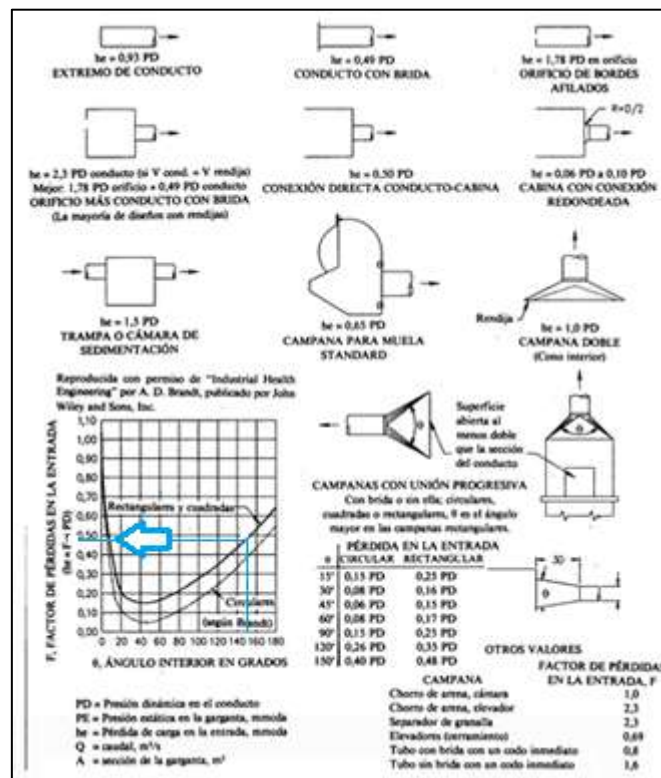 he = 0,93 PD
EXTREMO DE CONDUCTO
he = 0,49 PD
CONDUCTO CON BRIDA
he = 1,78 PD en orificio
ORIFICIO DE BORDES
AFILADOS
he = 2,3 PD conducto (si V cond. = V rendija)
Mejor: 1,78 PD orificio + 0,49 PD conducto
ORIFICIO MÁS CONDUCTO CON BRIDA
(La mayoría de diseños con rendijas)
he = 0,50 PD
CONEXIÓN DIRECTA CONDUCTO-CABINA
R=D/2
he = 0,06 PD a 0,10 PD
CABINA CON CONEXIÓN
REDONDEADA
he = 1,5 PD
TRAMPA O CÁMARA DE
SEDIMENTACIÓN
he = 0,65 PD
CAMPANA PARA MUELA
STANDARD
Rendija
he = 1,0 PD
CAMPANA DOBLE
(Cono interior)
Reproducida con permiso de "Industrial Health
Engineering" por A. D. Brandt, publicado por John
Wiley and Sons, Inc.
F, FACTOR DE PÉRDIDAS EN LA ENTRADA
1,10
1,00
0,90
0,80
0,70
0,60
0,50
0,40
0,30
0,20
0,10
0,00
Rectangulares y cuadradas
Circulares
(según Brandt)
0 20 40 60 80 100 120 140 160 180
θ, ÁNGULO INTERIOR EN GRADOS
θ
Superficie
abierta al
menos doble
que la sección
del conducto
θ
CAMPANAS CON UNIÓN PROGRESIVA
Con brida o sin ella; circulares,
cuadradas o rectangulares, θ es el ángulo
mayor en las campanas rectangulares.
PÉRDIDA EN LA ENTRADA
θ CIRCULAR RECTANGULAR
15° 0,15 PD 0,25 PD
30° 0,08 PD 0,16 PD
45° 0,06 PD 0,15 PD
60° 0,08 PD 0,17 PD
90° 0,15 PD 0,25 PD
120° 0,26 PD 0,35 PD
150° 0,40 PD 0,48 PD
θ
OTROS VALORES
CAMPANA
FACTOR DE PÉRDIDAS
EN LA ENTRADA, F
Chorro de arena, cámara 1,0
Chorro de arena, elevador 2,3
Separador de granalla 2,3
Elevadores (cerramiento) 0,69
Tubo con brida con un codo inmediato 0,8
Tubo sin brida con un codo inmediato 1,6
PD = Presión dinámica en el conducto
PE = Presión estática en la garganta, mmcda
he = Pérdida de carga en la entrada, mmcda
Q = caudal, m³/s
A = sección de la garganta, m²